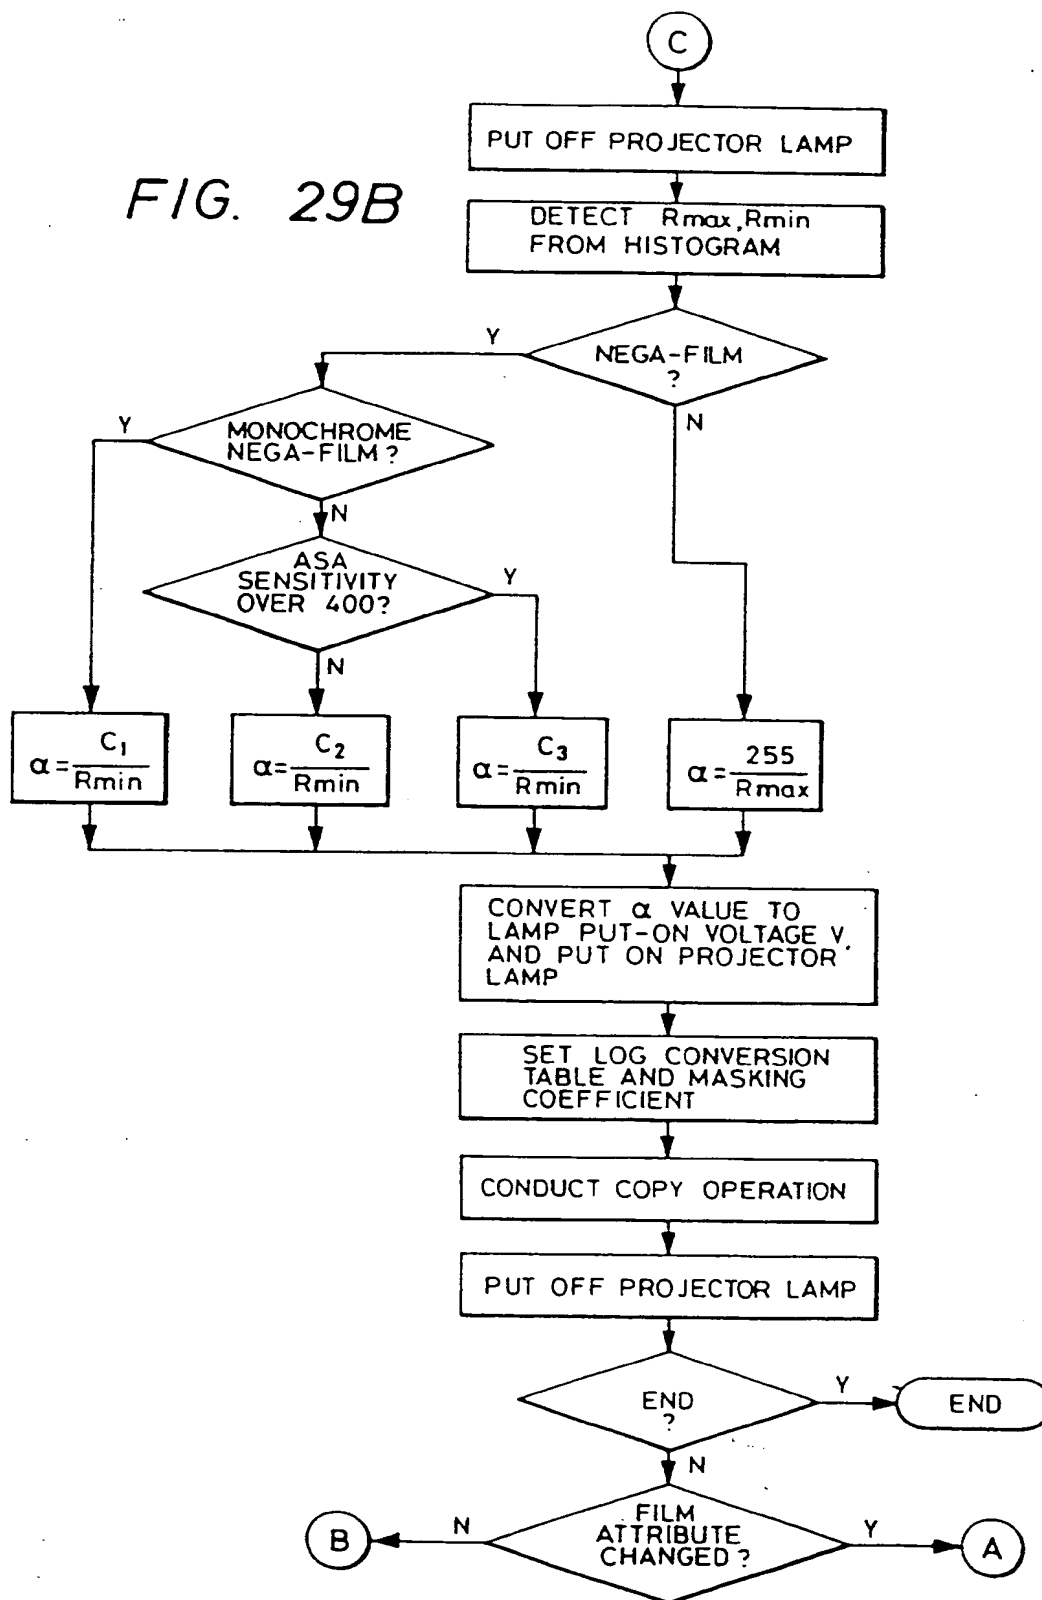 C
PUT OFF PROJECTOR LAMP
FIG. 29B
DETECT Rmax,Rmin
FROM HISTOGRAM
NEGA-FILM
?
Y
N
MONOCHROME
NEGA-FILM?
Y
N
ASA
SENSITIVITY
OVER 400?
Y
N
α=C1/Rmin
α=C2/Rmin
α=C3/Rmin
α=255/Rmax
CONVERT α VALUE TO
LAMP PUT-ON VOLTAGE V.
AND PUT ON PROJECTOR
LAMP
SET LOG CONVERSION
TABLE AND MASKING
COEFFICIENT
CONDUCT COPY OPERATION
PUT OFF PROJECTOR LAMP
END
?
Y
END
N
FILM
ATTRIBUTE
CHANGED?
N
B
Y
A